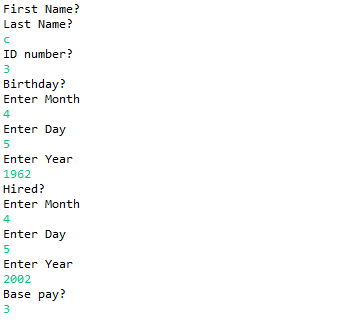 First Name?
Last Name?
c
ID number?
3
Birthday?
Enter Month
4
Enter Day
5
Enter Year
1962
Hired?
Enter Month
4
Enter Day
5
Enter Year
2002
Base pay?
3